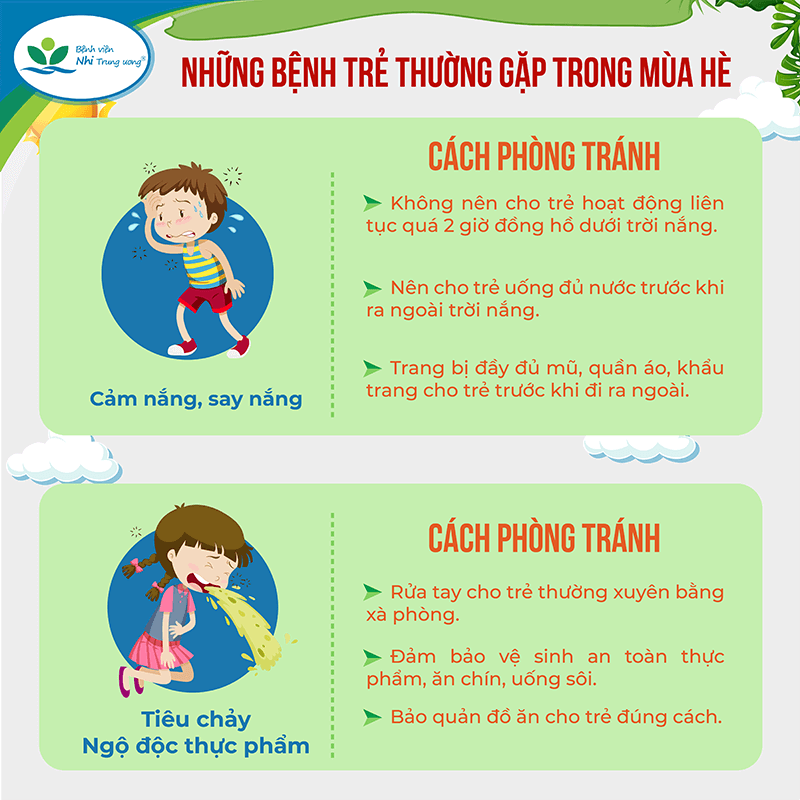 Bệnh viện
Nhi Trung ương®
NHỮNG BỆNH TRẺ THƯỜNG GẶP TRONG MÙA HÈ
CÁCH PHÒNG TRÁNH
Không nên cho trẻ hoạt động liên
tục quá 2 giờ đồng hồ dưới trời nắng.
Nên cho trẻ uống đủ nước trước khi
ra ngoài trời nắng.
Trang bị đầy đủ mũ, quần áo, khẩu
trang cho trẻ trước khi đi ra ngoài.
Cảm nắng, say nắng
CÁCH PHÒNG TRÁNH
Rửa tay cho trẻ thường xuyên bằng
xà phòng.
Đảm bảo vệ sinh an toàn thực
phẩm, ăn chín, uống sôi.
Bảo quản đồ ăn cho trẻ đúng cách.
Tiêu chảy
Ngộ độc thực phẩm